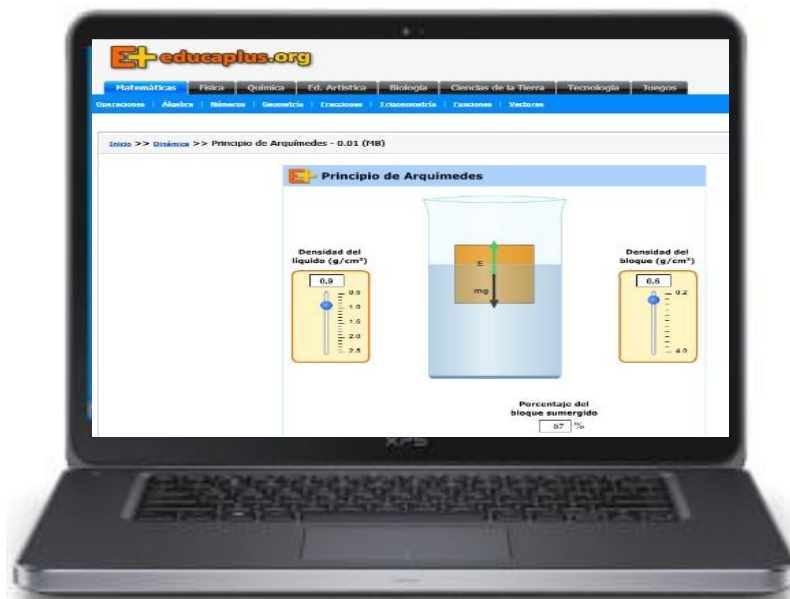 E+ educaplus.org
Matemáticas Física Química Ed. Artística Biología Ciencias de la Tierra Tecnología Juegos
Operaciones | Álgebra | Números | Geometría | Fracciones | Trigonometría | Funciones | Vectores
Inicio >> Dinámica >> Principio de Arquímedes - 0.01 (MB)
E+ Principio de Arquímedes
Densidad del
líquido (g/cm³)
0.9
0.5
1.0
1.5
2.0
2.5
E
mg
Densidad del
bloque (g/cm³)
0.6
0.2
4.0
Porcentaje del
bloque sumergido
67 %
XPS